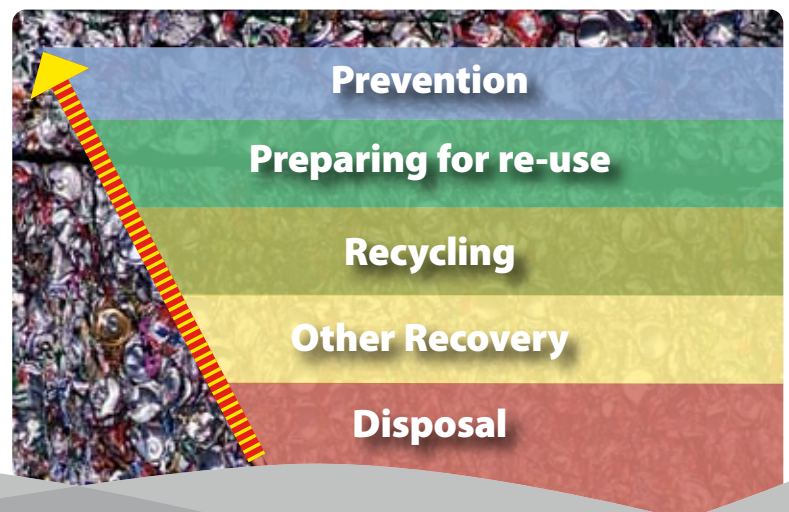 Prevention
Preparing for re-use
Recycling
Other Recovery
Disposal